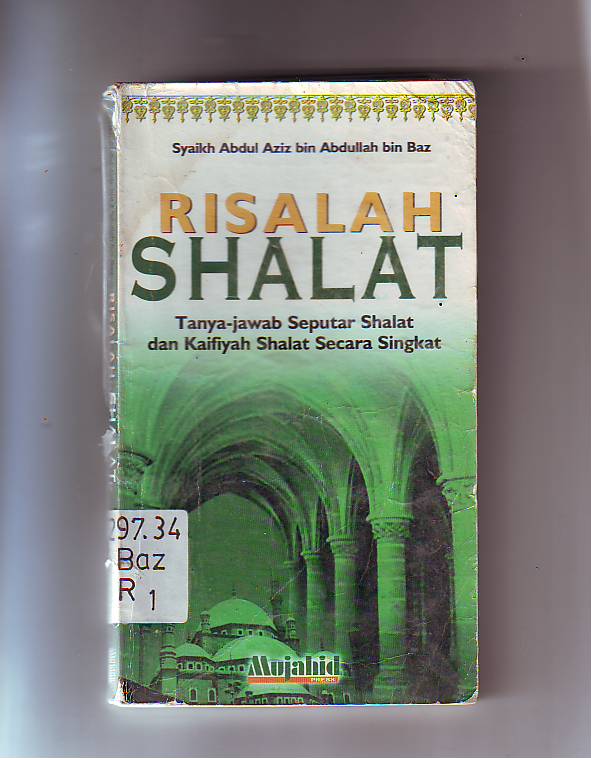 Syaikh Abdul Aziz bin Abdullah bin Baz
RISALAH
SHALAT
Tanya-jawab Seputar Shalat
dan Kaifiyah Shalat Secara Singkat
297.34
Baz
R 1
Mujahid
PRESS